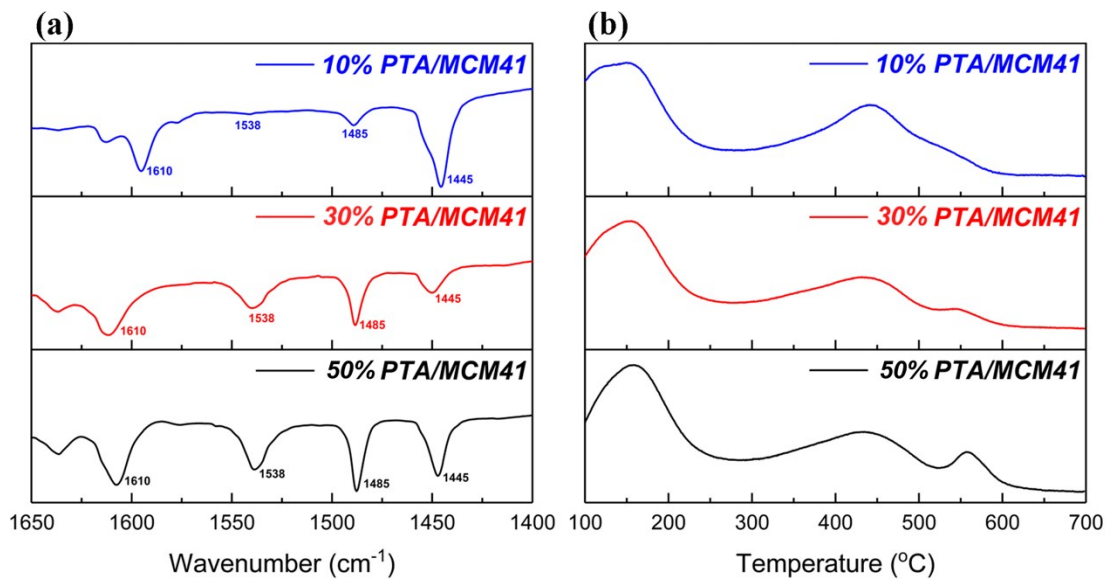 (a)
10% PTA/MCM41
1610
1538
1485
1445
30% PTA/MCM41
1610
1538
1485
1445
50% PTA/MCM41
1610
1538
1485
1445
1650 1600 1550 1500 1450 1400
Wavenumber (cm⁻¹)
(b)
10% PTA/MCM41
30% PTA/MCM41
50% PTA/MCM41
100 200 300 400 500 600 700
Temperature (°C)